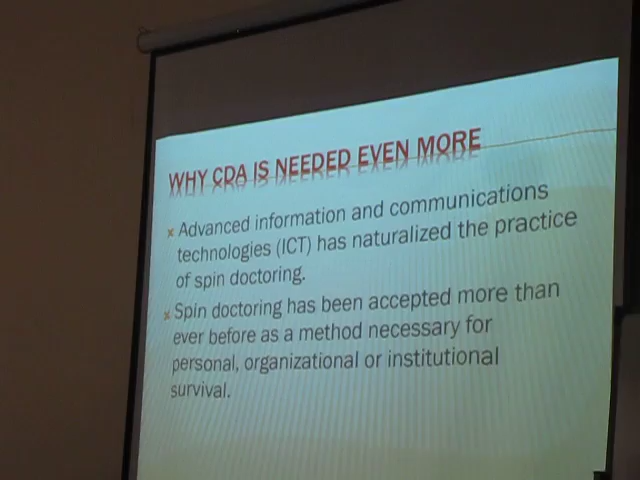 WHY CDA IS NEEDED EVEN MORE
Advanced information and communications
technologies (ICT) has naturalized the practice
of spin doctoring.
Spin doctoring has been accepted more than
ever before as a method necessary for
personal, organizational or institutional
survival.